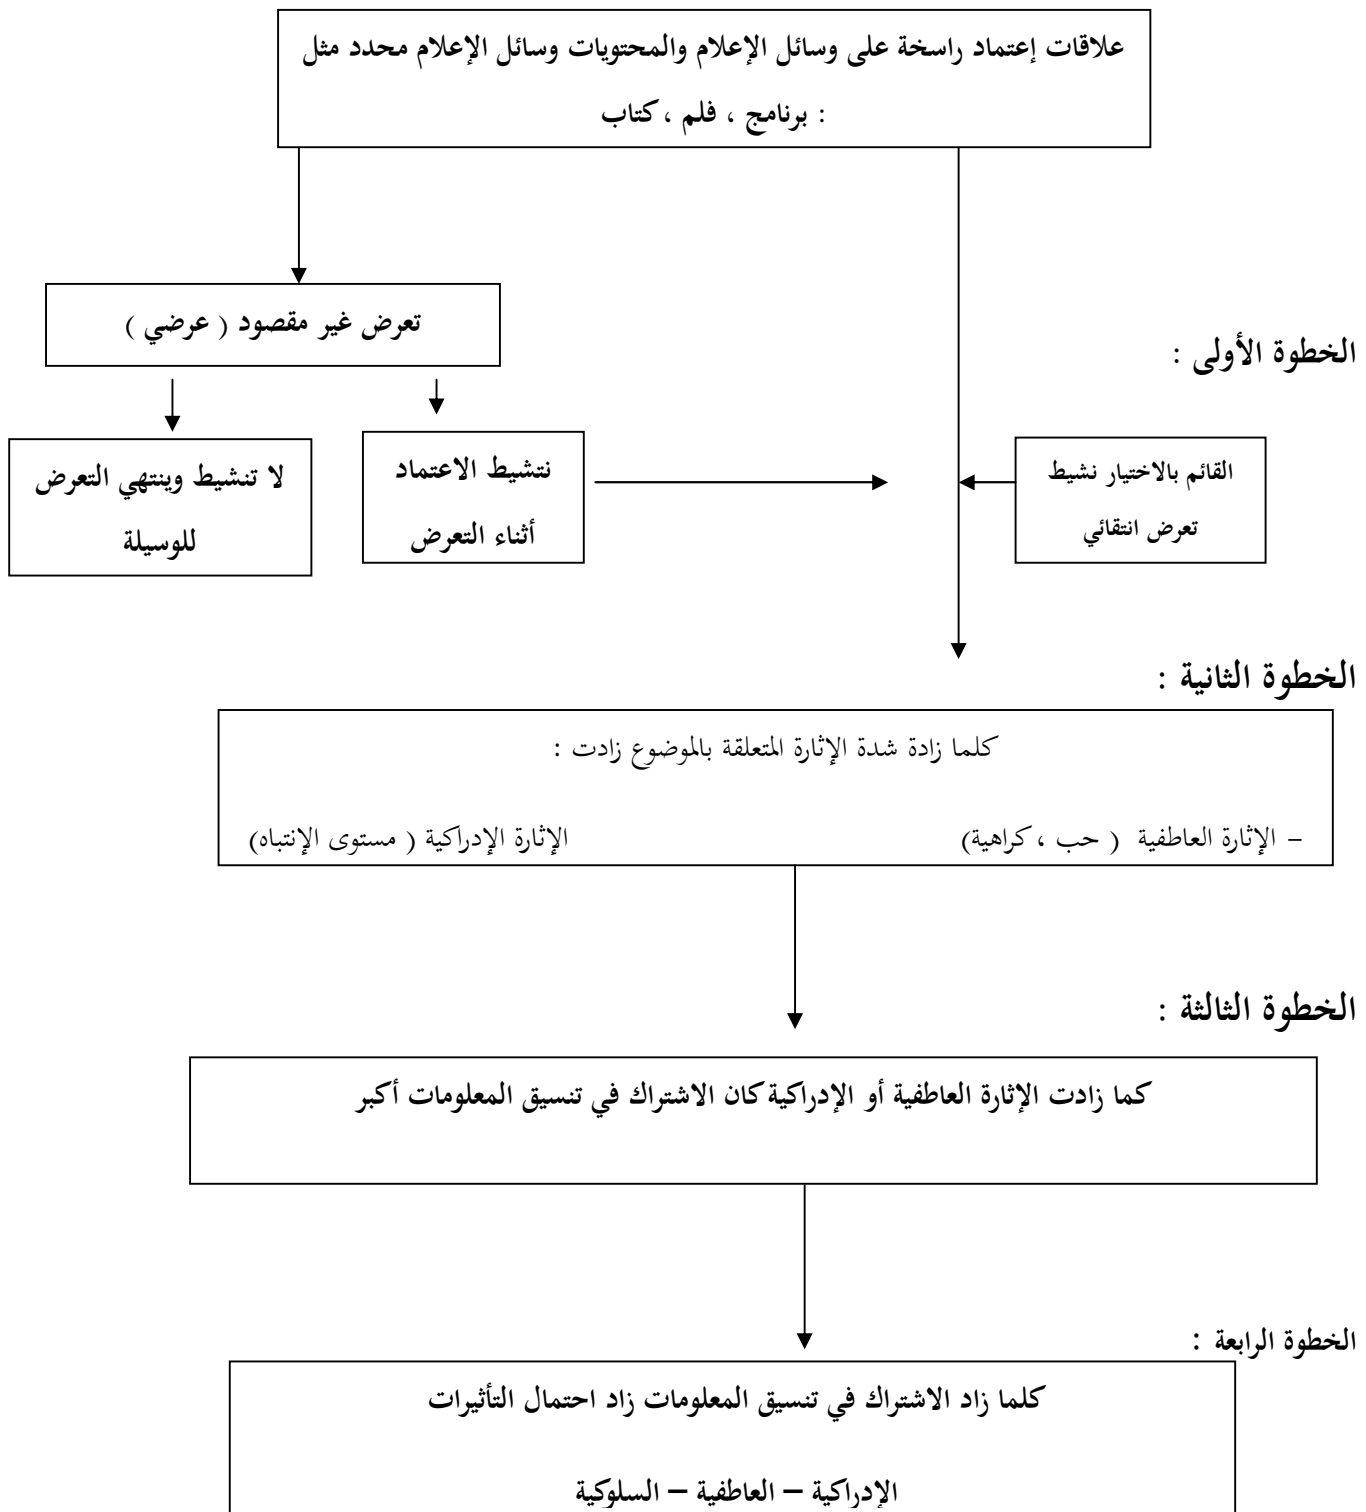 علاقات إعتماد راسخة على وسائل الإعلام والمحتويات وسائل الإعلام محدد مثل
: برنامج ، فلم ، كتاب
تعرض غير مقصود ( عرضي )
الخطوة الأولى :
القائم بالاختيار نشيط
تعرض انتقائي
نتشيط الاعتماد
أثناء التعرض
لا تنشيط وينتهي التعرض
للوسيلة
الخطوة الثانية :
كلما زادة شدة الإثارة المتعلقة بالموضوع زادت :
– الإثارة العاطفية ( حب ، كراهية) الإثارة الإدراكية ( مستوى الإنتباه)
الخطوة الثالثة :
كما زادت الإثارة العاطفية أو الإدراكية كان الاشتراك في تنسيق المعلومات أكبر
الخطوة الرابعة :
كلما زاد الاشتراك في تنسيق المعلومات زاد احتمال التأثيرات
الإدراكية – العاطفية – السلوكية